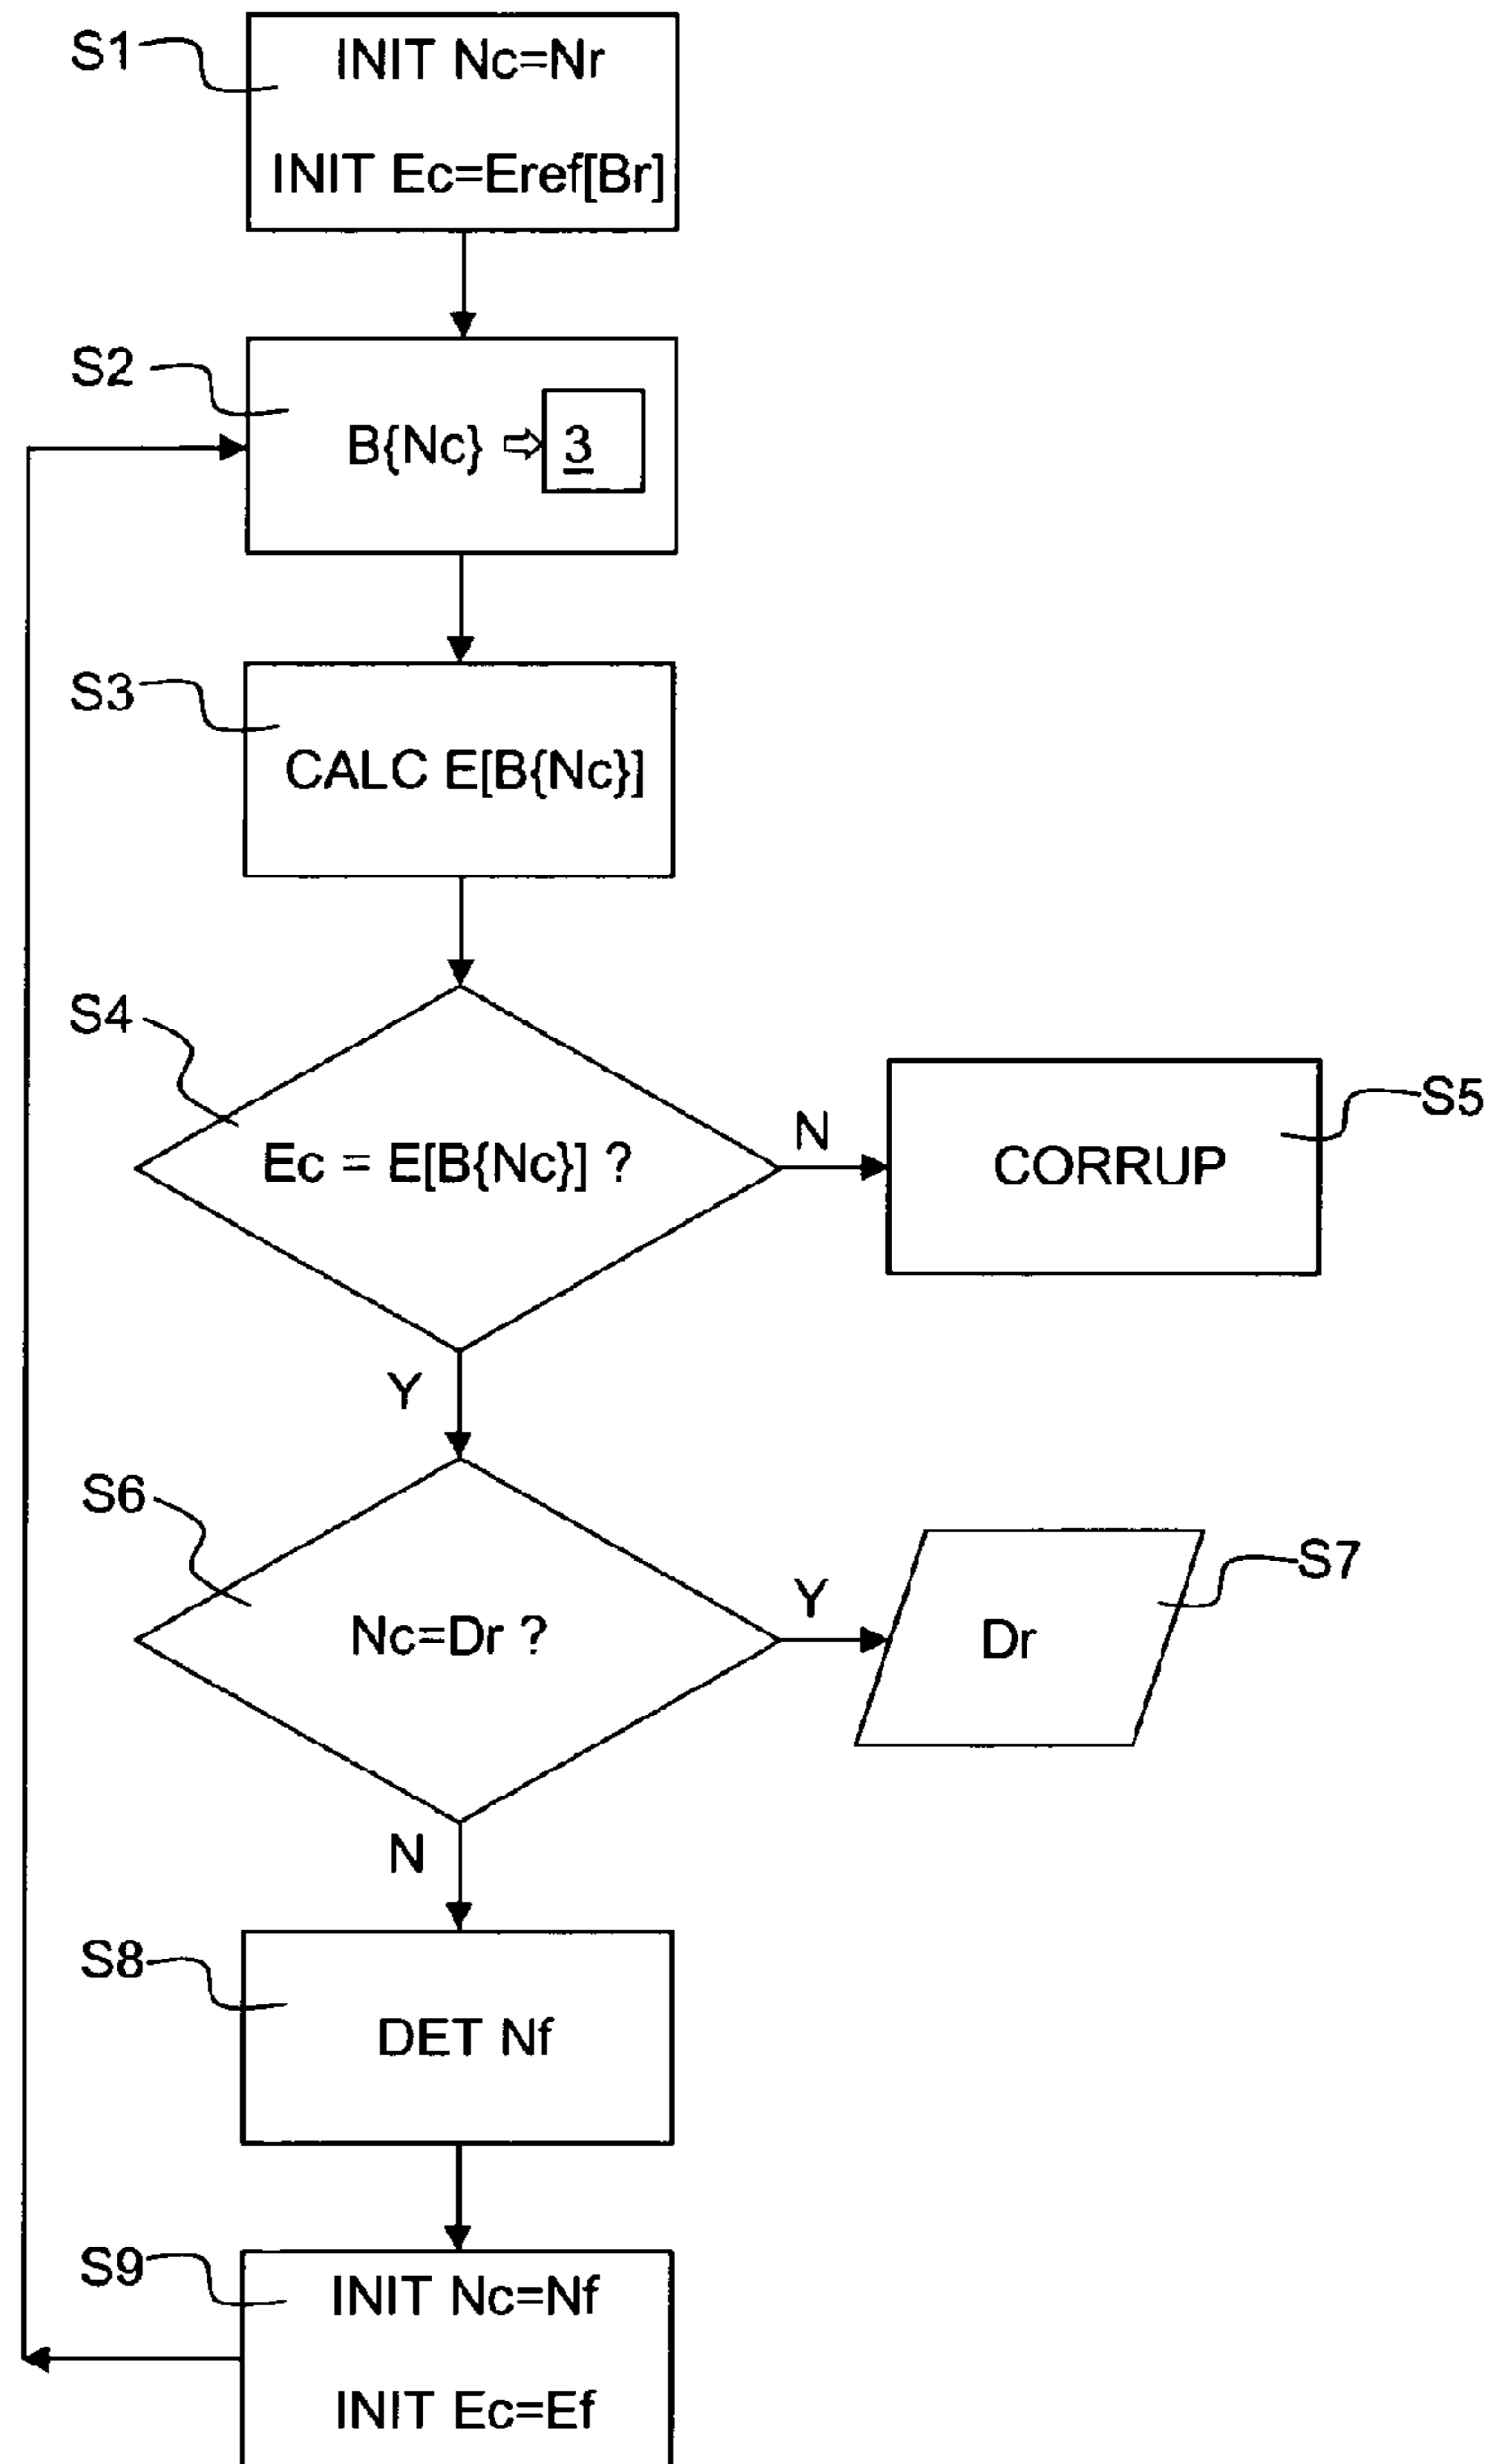 S1
INIT Nc=Nr
INIT Ec=Eref[Br]
S2
B{Nc} ⇨ 3
S3
CALC E[B{Nc}]
S4
Ec = E[B{Nc}] ?
N
CORRUP
S5
Y
S6
Nc=Dr ?
Y
Dr
S7
N
S8
DET Nf
S9
INIT Nc=Nf
INIT Ec=Ef